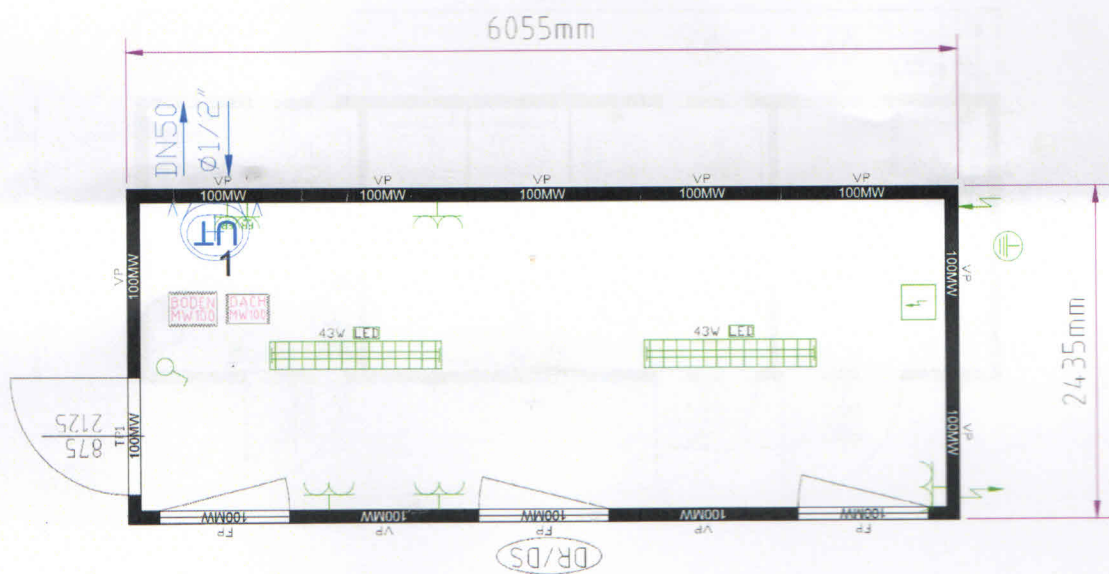 6055mm
DN50
Ø1/2"
VP VP VP VP VP
100MW 100MW 100MW 100MW 100MW
UT
1
VP
100MW
100MW
VP
BODEN
MW100
DACH
MW100
43W LED
43W LED
2435mm
875
2125
TP1
100MW
100MW
VP
100MW 100MW 100MW 100MW 100MW
FP VP FP VP FP
DR/DS